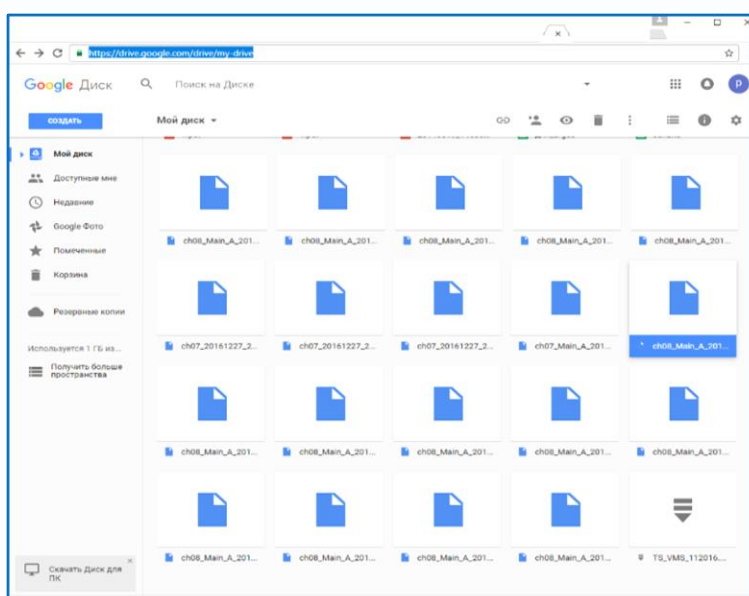 https://drive.google.com/drive/my-drive
Google Диск
Поиск на Диске
СОЗДАТЬ
Мой диск
Мой диск
Доступные мне
Недавние
Google Фото
Помеченные
Корзина
Резервные копии
Используется 1 ГБ из...
Получить больше
пространства
Скачать Диск для
ПК
ch08_Main_A_201...
ch08_Main_A_201...
ch08_Main_A_201...
ch08_Main_A_201...
ch08_Main_A_201...
ch07_20161227_2...
ch07_20161227_2...
ch07_20161227_2...
ch07_Main_A_201...
ch08_Main_A_201...
ch08_Main_A_201...
ch08_Main_A_201...
ch08_Main_A_201...
ch08_Main_A_201...
ch08_Main_A_201...
ch08_Main_A_201...
ch08_Main_A_201...
ch08_Main_A_201...
ch08_Main_A_201...
TS_VMS_112016...